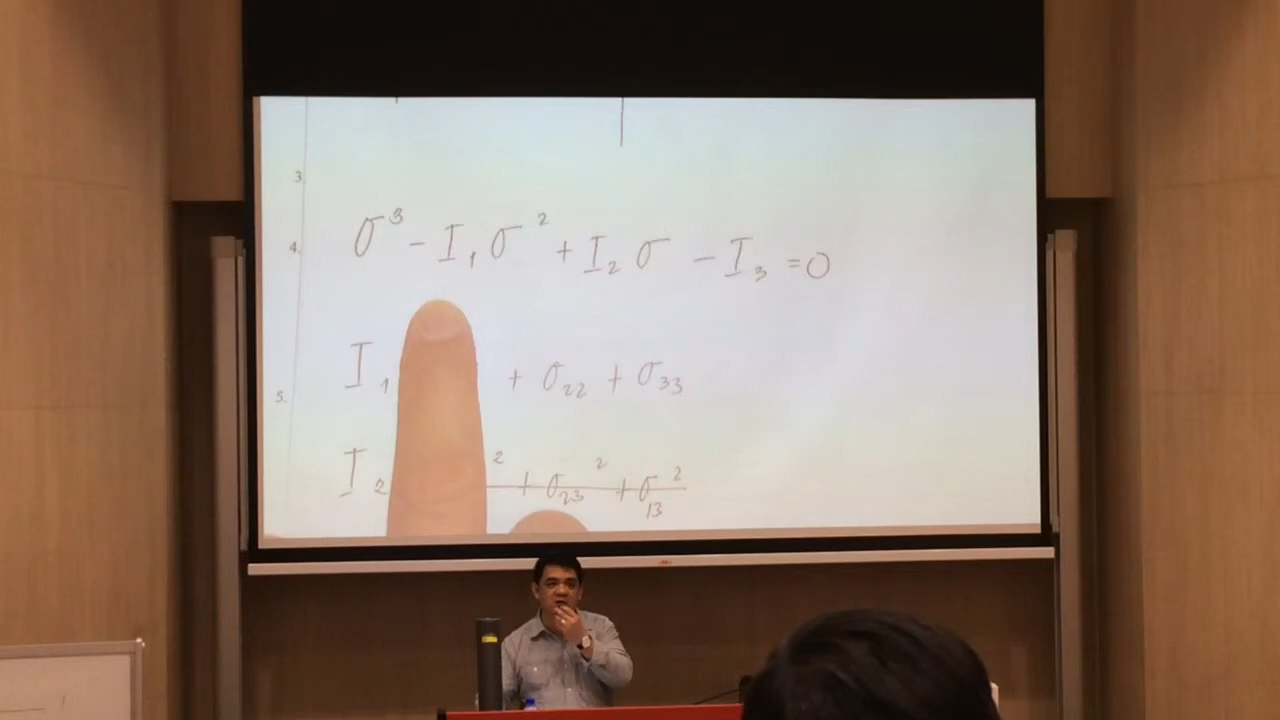 3.
4. σ³ - I₁σ² + I₂σ - I₃ = 0
I₁ + σ₂₂ + σ₃₃
5.
I₂ ² + σ₂₃² + σ₁₃²